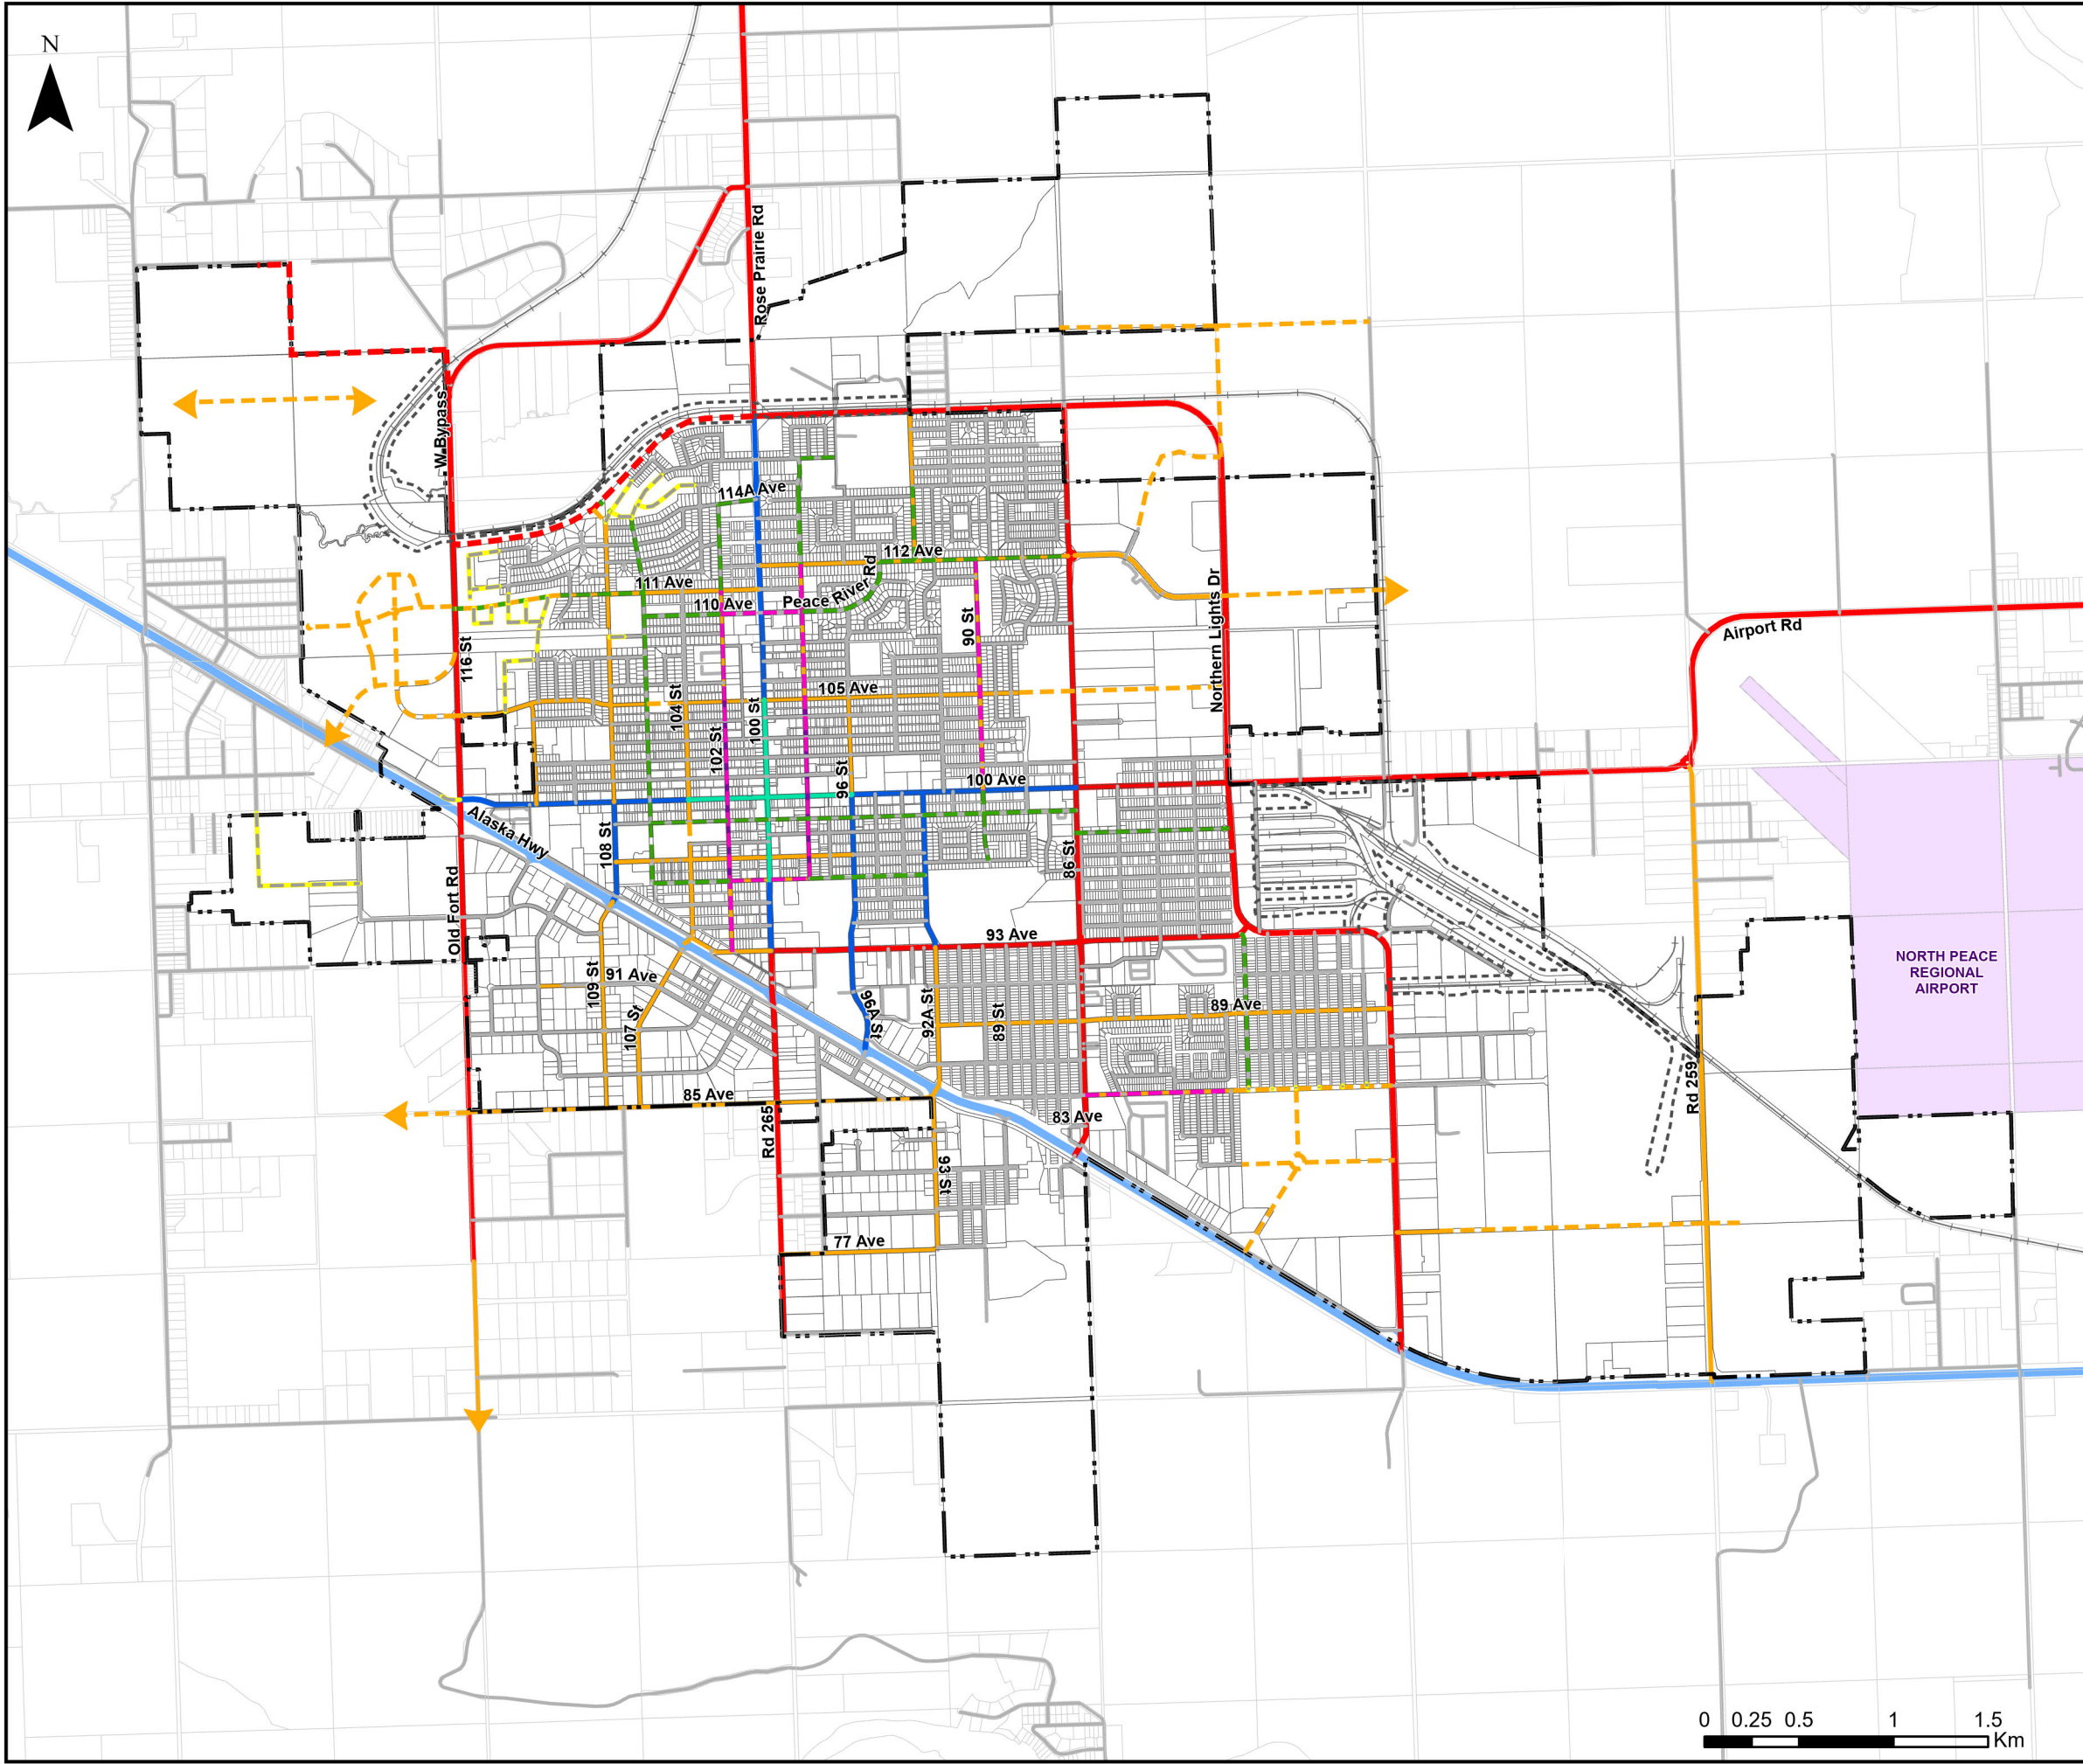 N
Rose Prairie Rd
W Bypass
114A Ave
112 Ave
111 Ave
110 Ave
Peace River Rd
90 St
Northern Lights Dr
Airport Rd
116 St
105 Ave
104 St
102 St
100 St
96 St
100 Ave
Alaska Hwy
108 St
86 St
Old Fort Rd
93 Ave
NORTH PEACE
REGIONAL
AIRPORT
91 Ave
109 St
107 St
96A St
92A St
89 St
89 Ave
85 Ave
83 Ave
Rd 265
Rd 259
93 St
77 Ave
0 0.25 0.5 1 1.5
Km